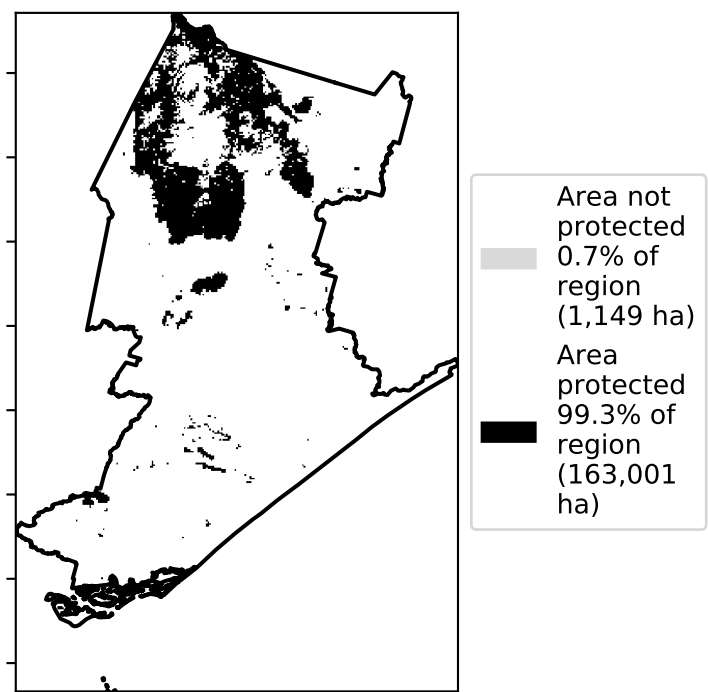 Area not
protected
0.7% of
region
(1,149 ha)
Area
protected
99.3% of
region
(163,001
ha)